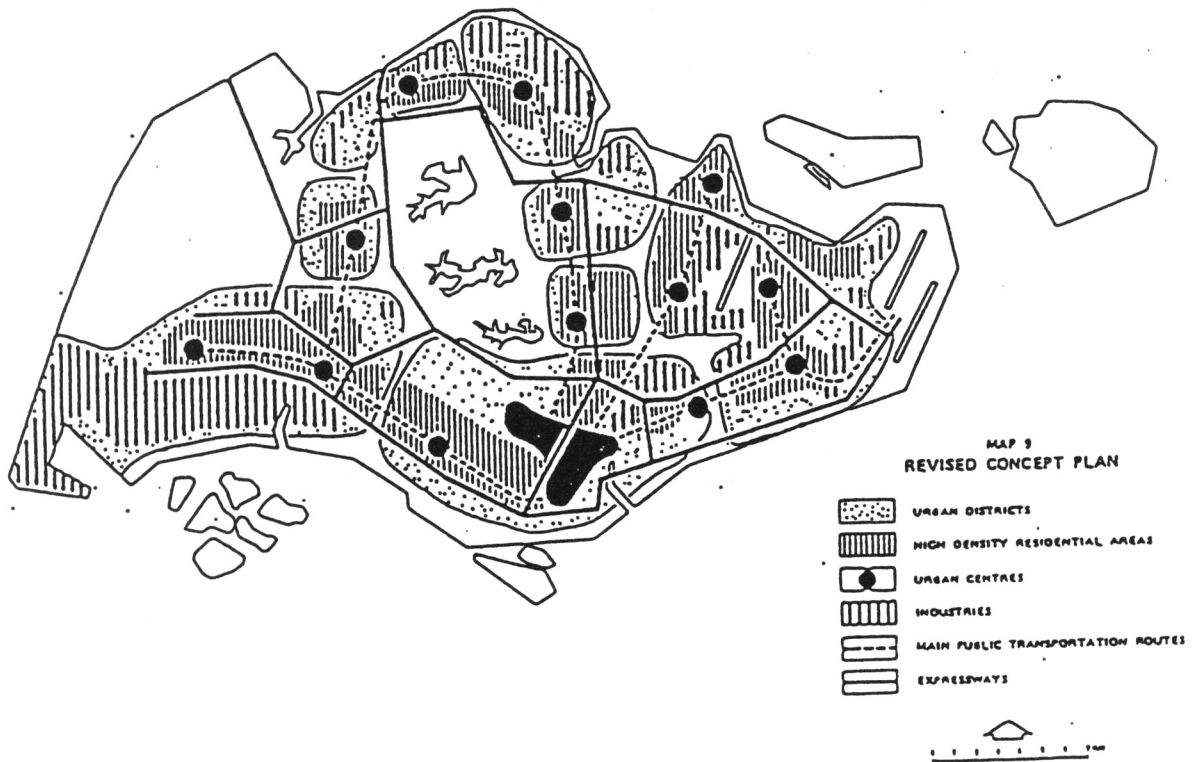 MAP 9
REVISED CONCEPT PLAN
URBAN DISTRICTS
HIGH DENSITY RESIDENTIAL AREAS
URBAN CENTRES
INDUSTRIES
MAIN PUBLIC TRANSPORTATION ROUTES
EXPRESSWAYS